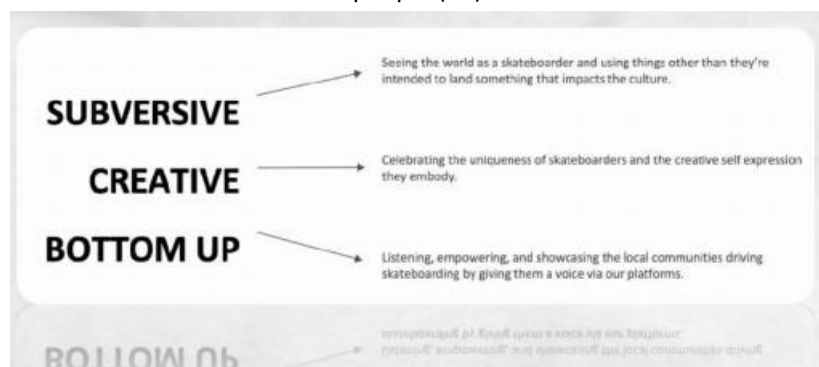 SUBVERSIVE
Seeing the world as a skateboarder and using things other than they're
intended to land something that impacts the culture.
CREATIVE
Celebrating the uniqueness of skateboarders and the creative self expression
they embody.
BOTTOM UP
Listening, empowering, and showcasing the local communities driving
skateboarding by giving them a voice via our platforms.